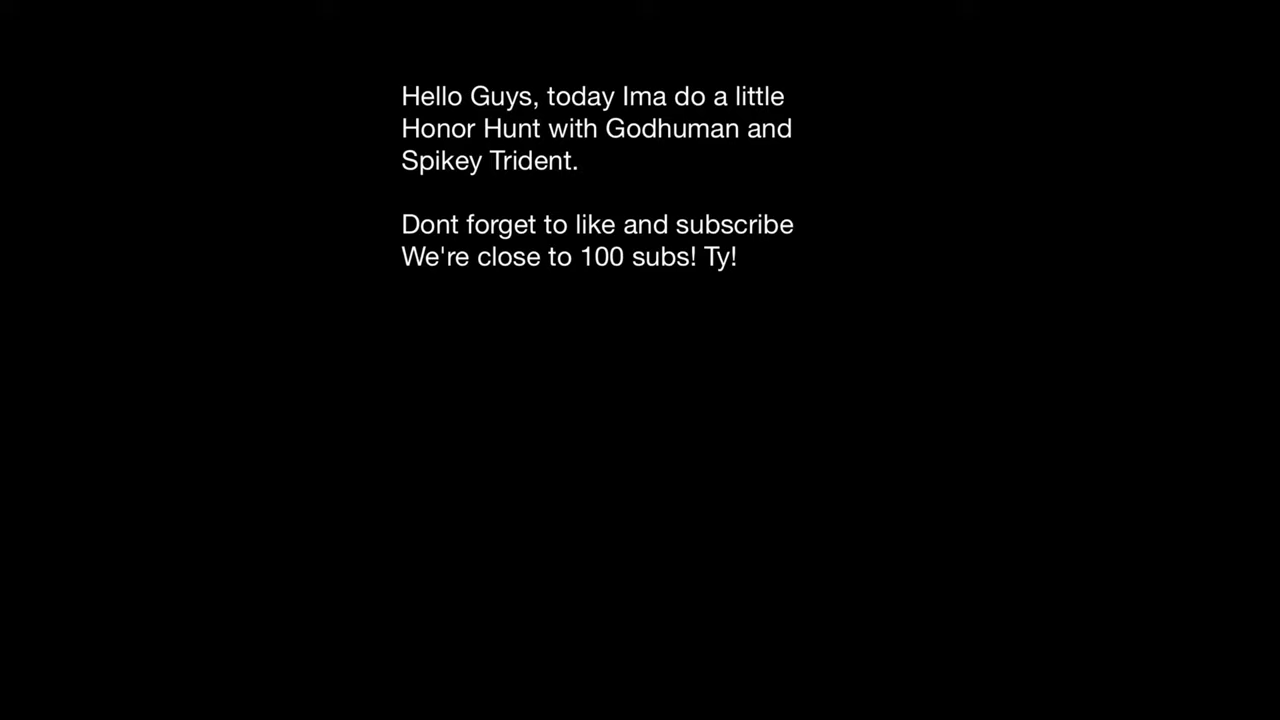 Hello Guys, today Ima do a little
Honor Hunt with Godhuman and
Spikey Trident.
Dont forget to like and subscribe
We're close to 100 subs! Ty!